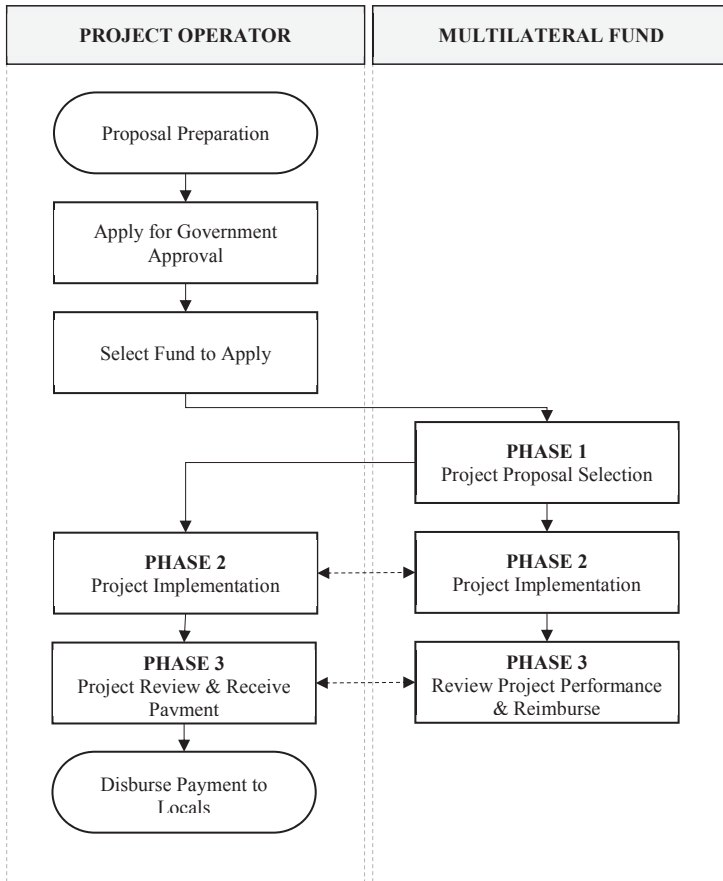 PROJECT OPERATOR
MULTILATERAL FUND
Proposal Preparation
Apply for Government
Approval
Select Fund to Apply
PHASE 1
Project Proposal Selection
PHASE 2
Project Implementation
PHASE 2
Project Implementation
PHASE 3
Project Review & Receive
Payment
PHASE 3
Review Project Performance
& Reimburse
Disburse Payment to
Locals